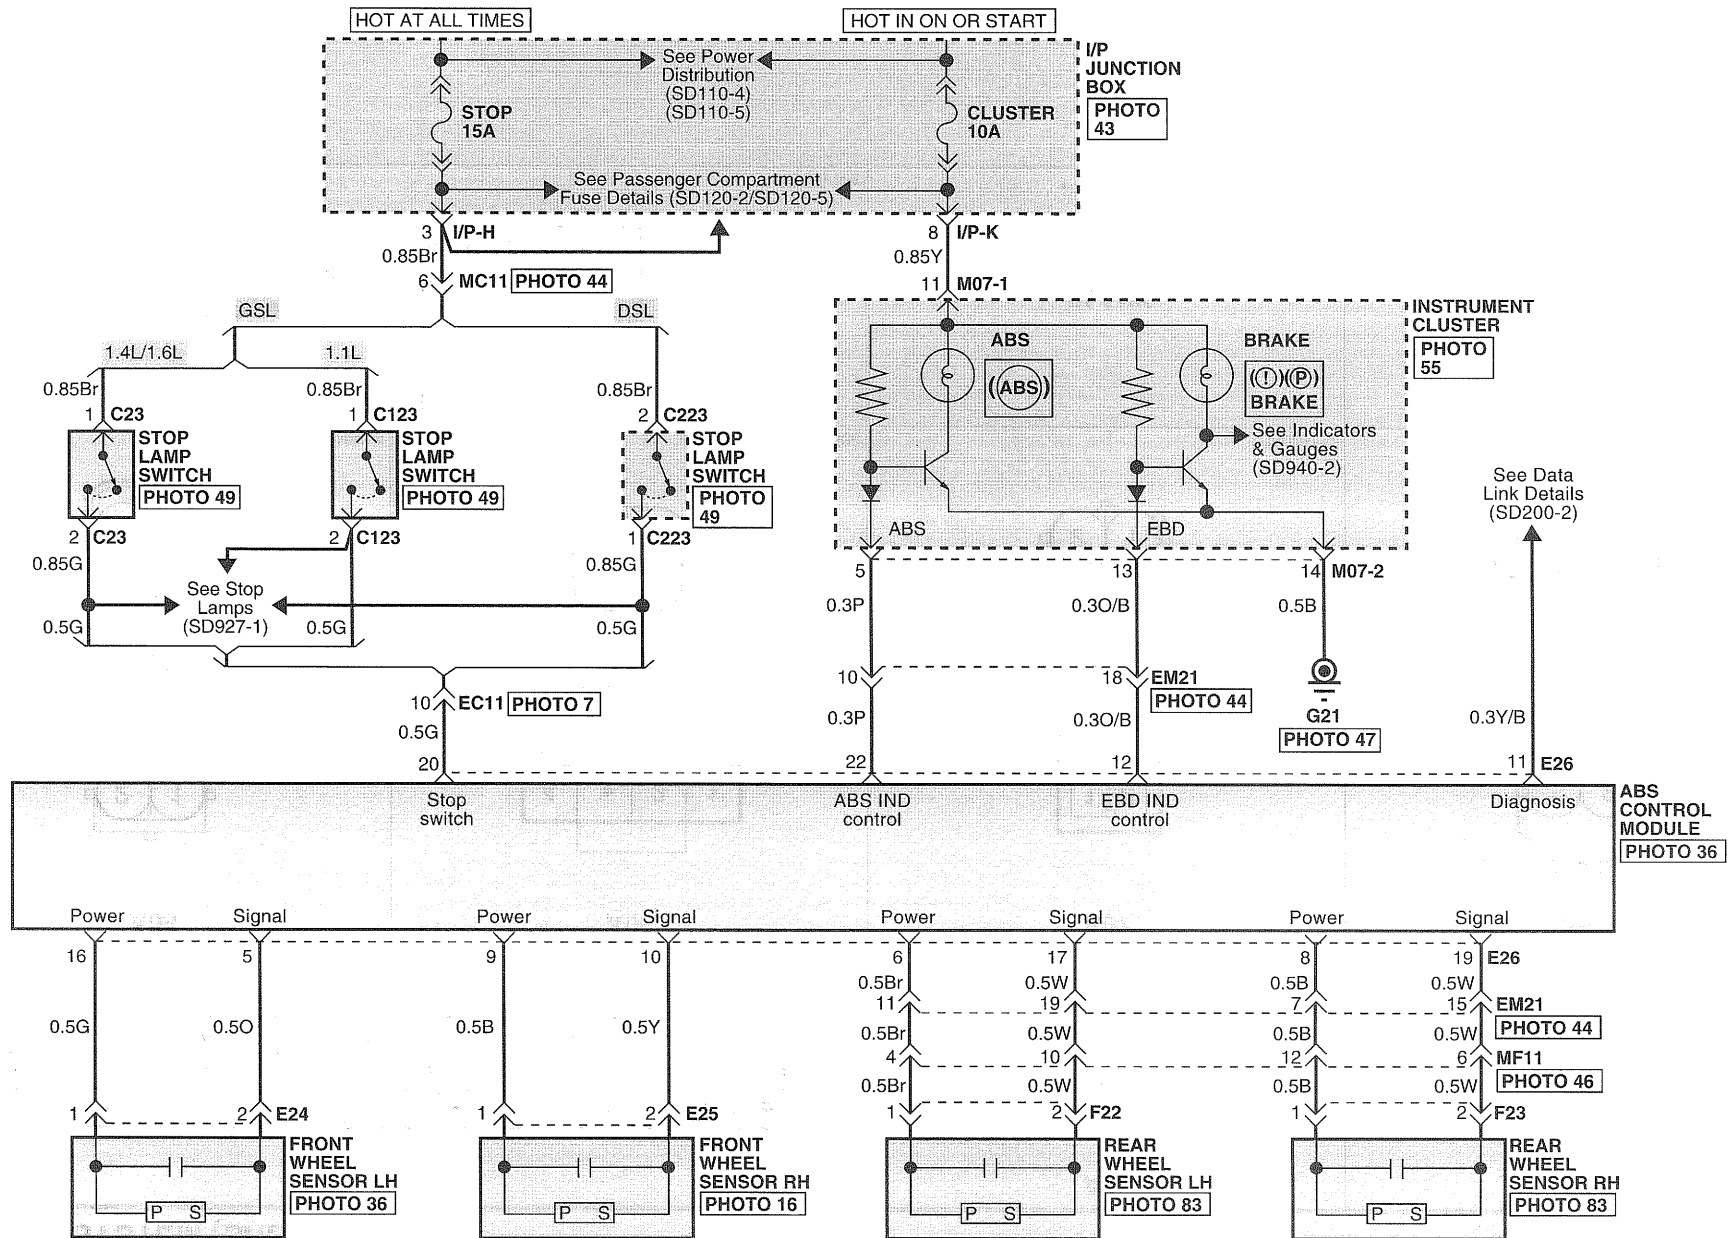 HOT AT ALL TIMES
HOT IN ON OR START
I/P
JUNCTION
BOX
PHOTO
43
See Power
Distribution
(SD110-4)
(SD110-5)
STOP
15A
CLUSTER
10A
See Passenger Compartment
Fuse Details (SD120-2/SD120-5)
3 I/P-H
8 I/P-K
0.85Br
0.85Y
6 MC11 PHOTO 44
11 M07-1
GSL
DSL
1.4L/1.6L
1.1L
0.85Br
0.85Br
0.85Br
1 C23
1 C123
2 C223
STOP
LAMP
SWITCH
PHOTO 49
STOP
LAMP
SWITCH
PHOTO 49
STOP
LAMP
SWITCH
PHOTO
49
2 C23
2 C123
1 C223
0.85G
0.85G
See Stop
Lamps
(SD927-1)
0.5G
0.5G
0.5G
10 EC11 PHOTO 7
0.5G
20
INSTRUMENT
CLUSTER
PHOTO
55
ABS
(ABS)
BRAKE
(!)(P)
BRAKE
See Indicators
& Gauges
(SD940-2)
ABS
EBD
5
13
14 M07-2
0.3P
0.3O/B
0.5B
10
18 EM21
PHOTO 44
0.3P
0.3O/B
G21
PHOTO 47
22
12
See Data
Link Details
(SD200-2)
0.3Y/B
11 E26
Stop
switch
ABS IND
control
EBD IND
control
Diagnosis
ABS
CONTROL
MODULE
PHOTO 36
Power
Signal
Power
Signal
Power
Signal
Power
Signal
16
5
9
10
6
17
8
19 E26
0.5Br
0.5W
0.5B
0.5W
11
19
7
15 EM21
PHOTO 44
0.5G
0.5O
0.5B
0.5Y
0.5Br
0.5W
0.5B
0.5W
4
10
12
6 MF11
PHOTO 46
0.5Br
0.5W
0.5B
0.5W
1
2 E24
1
2 E25
1
2 F22
1
2 F23
P S
FRONT
WHEEL
SENSOR LH
PHOTO 36
P S
FRONT
WHEEL
SENSOR RH
PHOTO 16
P S
REAR
WHEEL
SENSOR LH
PHOTO 83
P S
REAR
WHEEL
SENSOR RH
PHOTO 83